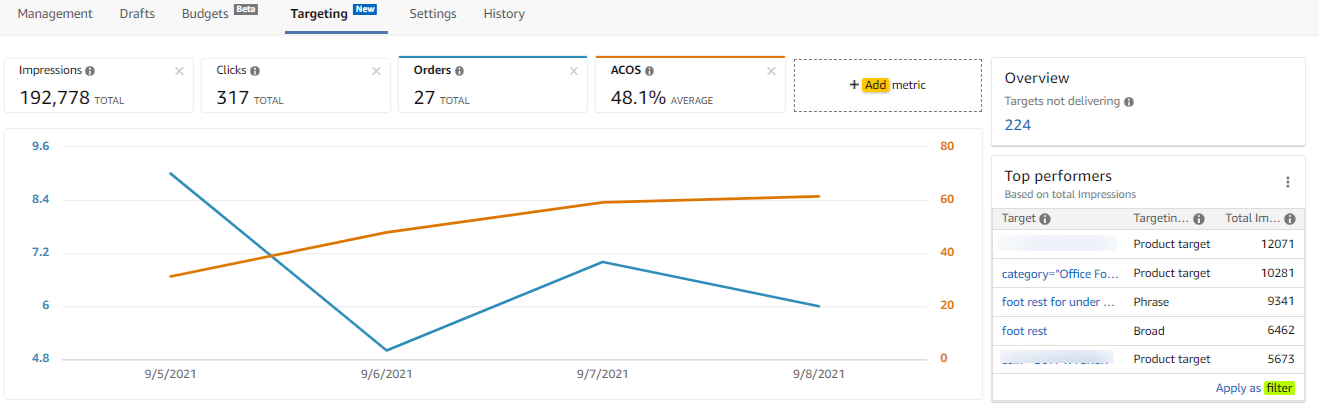 Management Drafts Budgets Beta Targeting New Settings History
Impressions
192,778 TOTAL
Clicks
317 TOTAL
Orders
27 TOTAL
ACOS
48.1% AVERAGE
+ Add metric
9.6
8.4
7.2
6
4.8
80
60
40
20
0
9/5/2021 9/6/2021 9/7/2021 9/8/2021
Overview
Targets not delivering
224
Top performers
Based on total Impressions
Target Targetin... Total Im...
Product target 12071
category="Office Fo... Product target 10281
foot rest for under ... Phrase 9341
foot rest Broad 6462
Product target 5673
Apply as filter